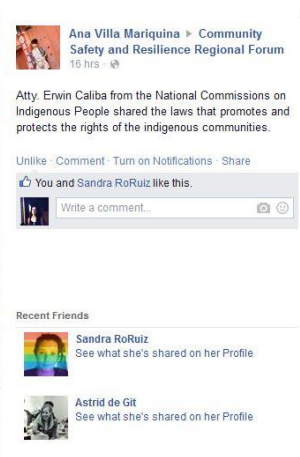 Ana Villa Mariquina ▸ Community
Safety and Resilience Regional Forum
16 hrs ·
Atty. Erwin Caliba from the National Commissions on
Indigenous People shared the laws that promotes and
protects the rights of the indigenous communities.
Unlike · Comment · Turn on Notifications · Share
You and Sandra RoRuiz like this.
Write a comment...
Recent Friends
Sandra RoRuiz
See what she's shared on her Profile
Astrid de Git
See what she's shared on her Profile